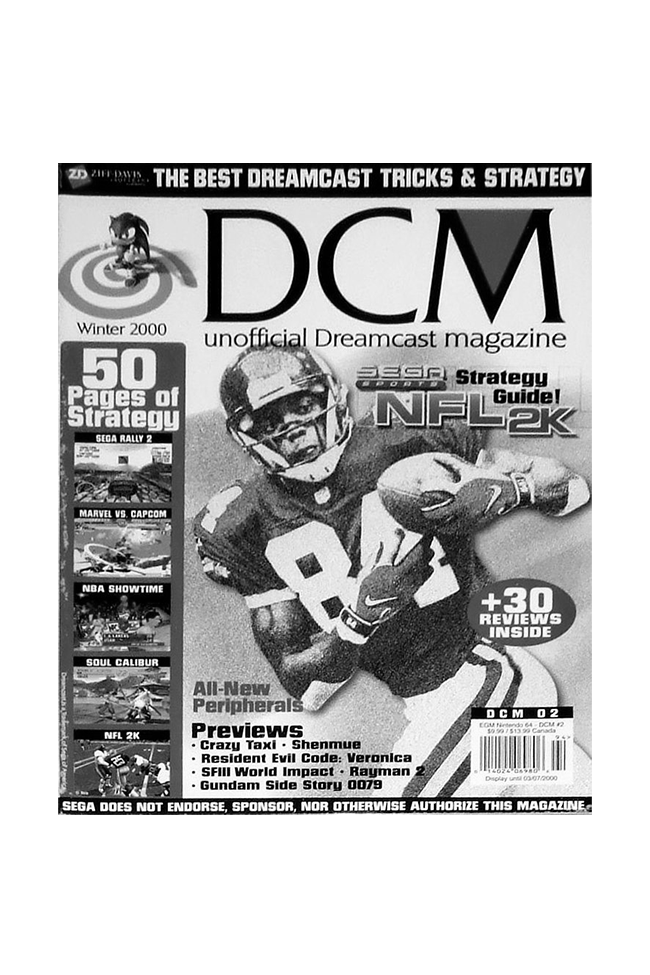 ZD ZIFF-DAVIS
THE BEST DREAMCAST TRICKS & STRATEGY
DCM
unofficial Dreamcast magazine
Winter 2000
50
Pages of
Strategy
SEGA RALLY 2
MARVEL VS. CAPCOM
NBA SHOWTIME
SOUL CALIBUR
NFL 2K
SEGA
SPORTS
Strategy
Guide!
NFL 2K
84
+30
REVIEWS
INSIDE
All-New
Peripherals
Previews
· Crazy Taxi · Shenmue
· Resident Evil Code: Veronica
· SFIII World Impact · Rayman 2
· Gundam Side Story 0079
DCM 02
EGM Nintendo 64 - DCM #2
$9.99 / $13.99 Canada
Display until 03/07/2000
SEGA DOES NOT ENDORSE, SPONSOR, NOR OTHERWISE AUTHORIZE THIS MAGAZINE.